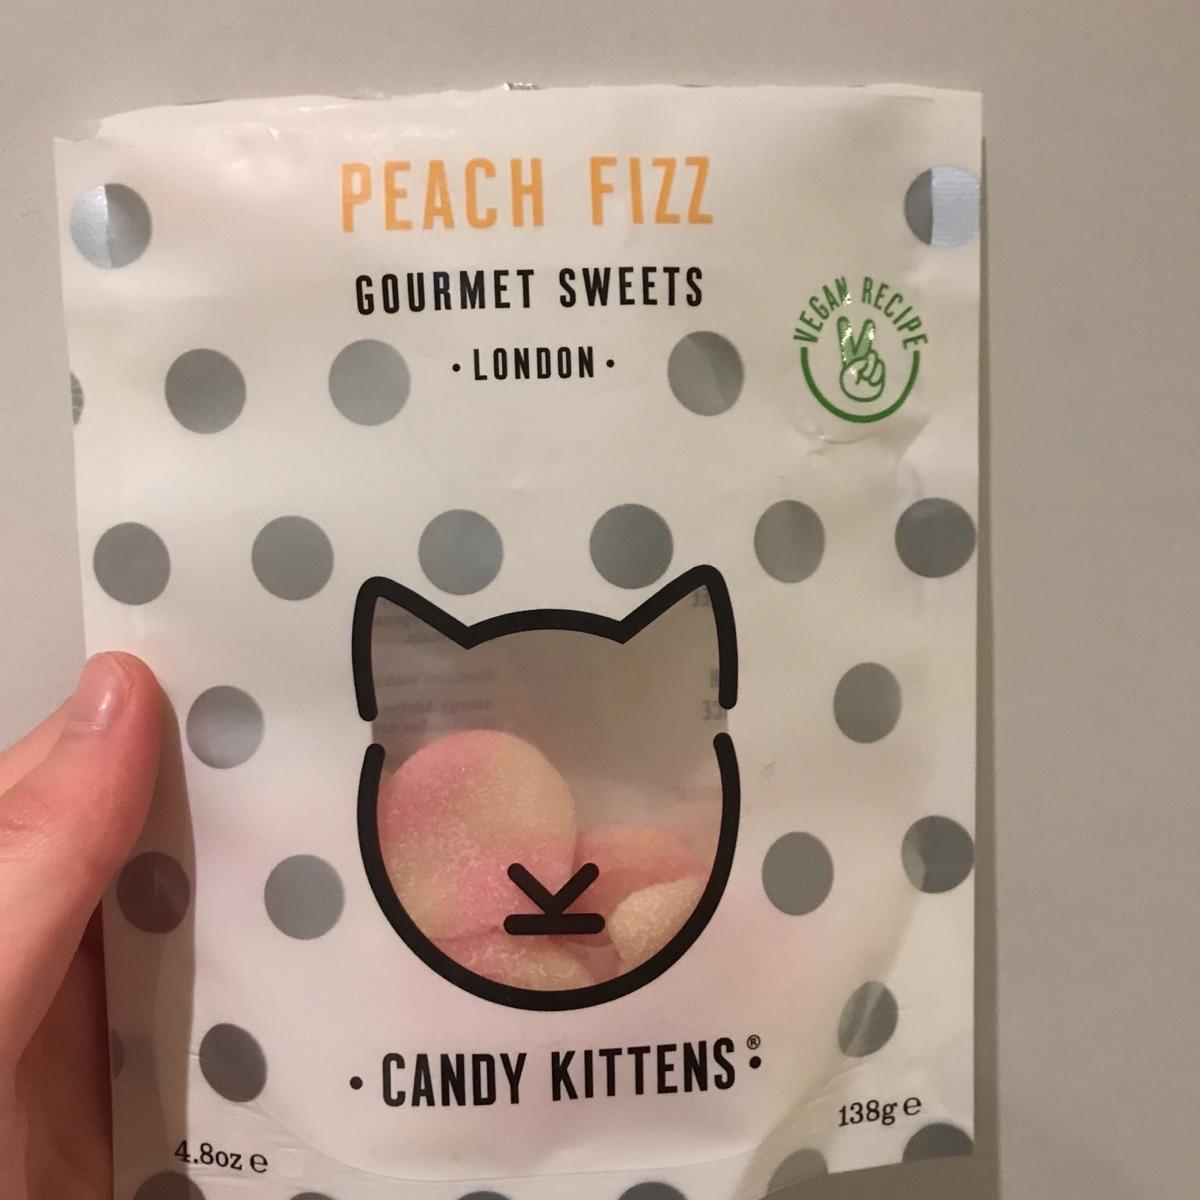 PEACH FIZZ
GOURMET SWEETS
· LONDON ·
VEGAN RECIPE
· CANDY KITTENS® ·
4.8oz e
138g e